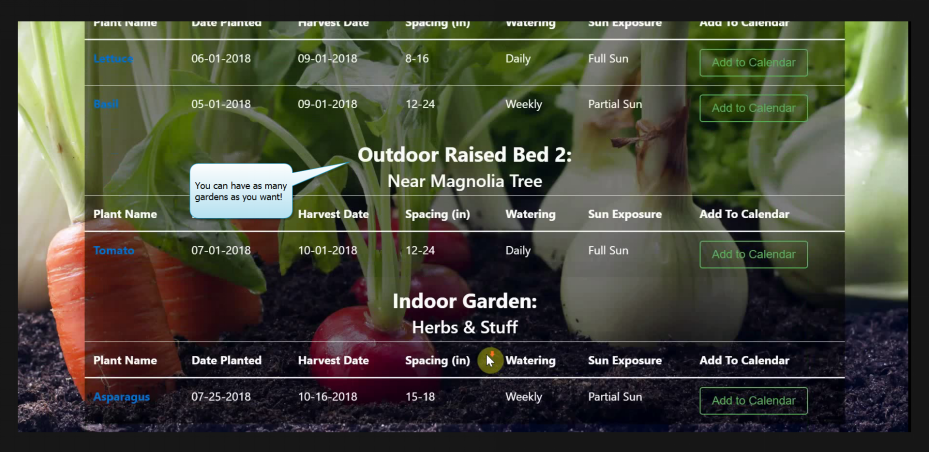 Plant Name Date Planted Harvest Date Spacing (in) Watering Sun Exposure Add To Calendar
Lettuce 06-01-2018 09-01-2018 8-16 Daily Full Sun Add to Calendar
Basil 05-01-2018 09-01-2018 12-24 Weekly Partial Sun Add to Calendar
Outdoor Raised Bed 2:
Near Magnolia Tree
You can have as many
gardens as you want!
Plant Name Harvest Date Spacing (in) Watering Sun Exposure Add To Calendar
Tomato 07-01-2018 10-01-2018 12-24 Daily Full Sun Add to Calendar
Indoor Garden:
Herbs & Stuff
Plant Name Date Planted Harvest Date Spacing (in) Watering Sun Exposure Add To Calendar
Asparagus 07-25-2018 10-16-2018 15-18 Weekly Partial Sun Add to Calendar